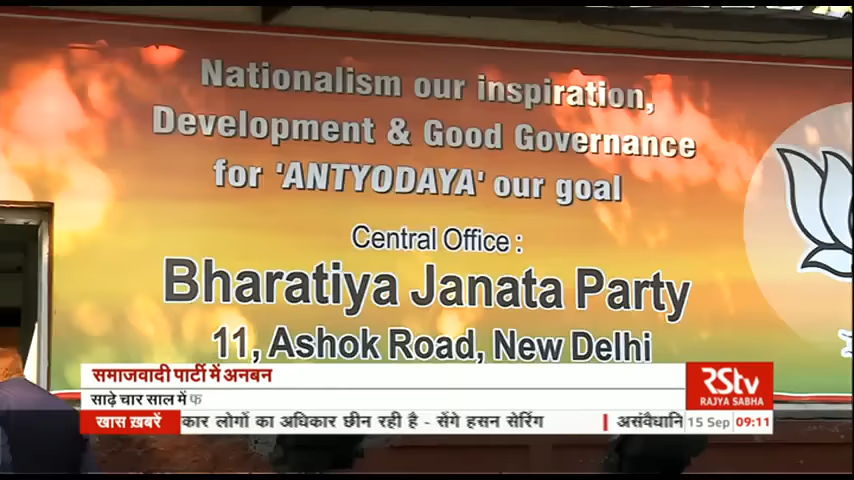 Nationalism our inspiration,
Development & Good Governance
for 'ANTYODAYA' our goal
Central Office :
Bharatiya Janata Party
11, Ashok Road, New Delhi
समाजवादी पार्टी में अनबन
साढ़े चार साल में
RStv
RAJYA SABHA
खास ख़बरें कार लोगों का अधिकार छीन रही है - सेंगे हसन सेरिंग असंवैधानि 15 Sep 09:11